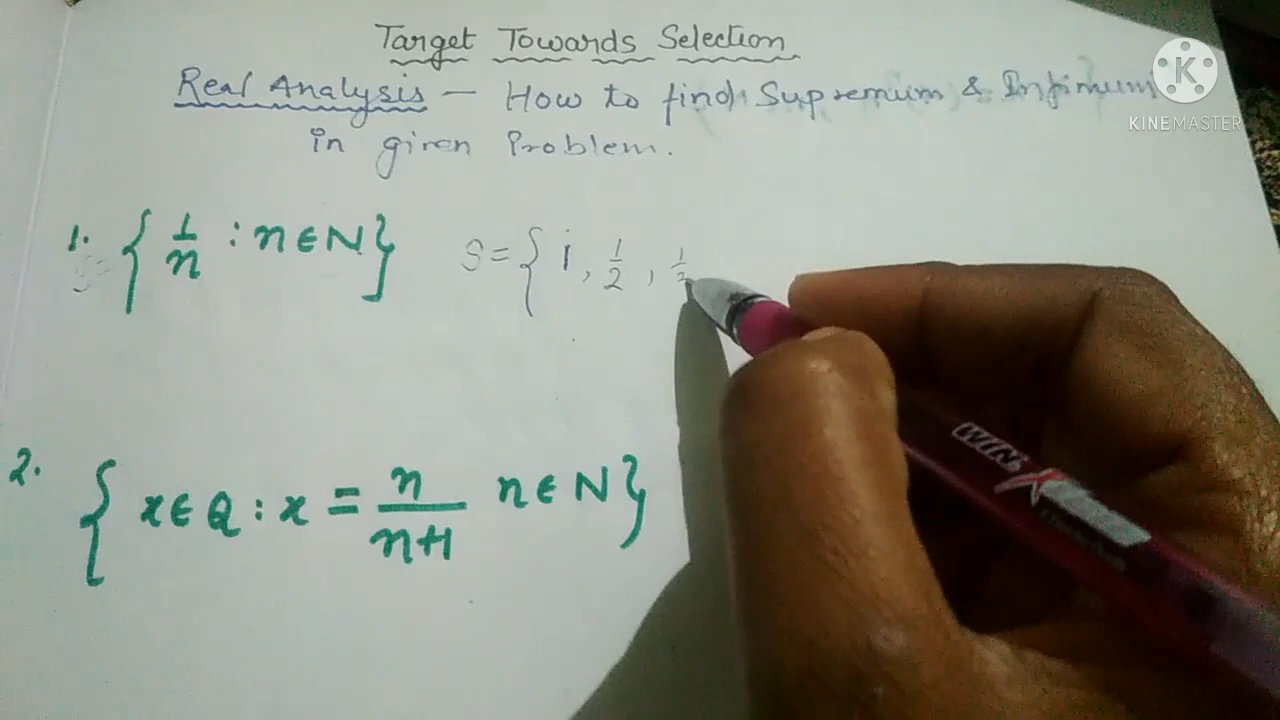 Target Towards Selection
Real Analysis – How to find Supremum & Infimum
in given Problem.
KINEMASTER
1. { 1/n : n ∈ N } S = { 1, 1/2, 1/
2. { x ∈ Q : x = n/n+1 n ∈ N }
WIN X